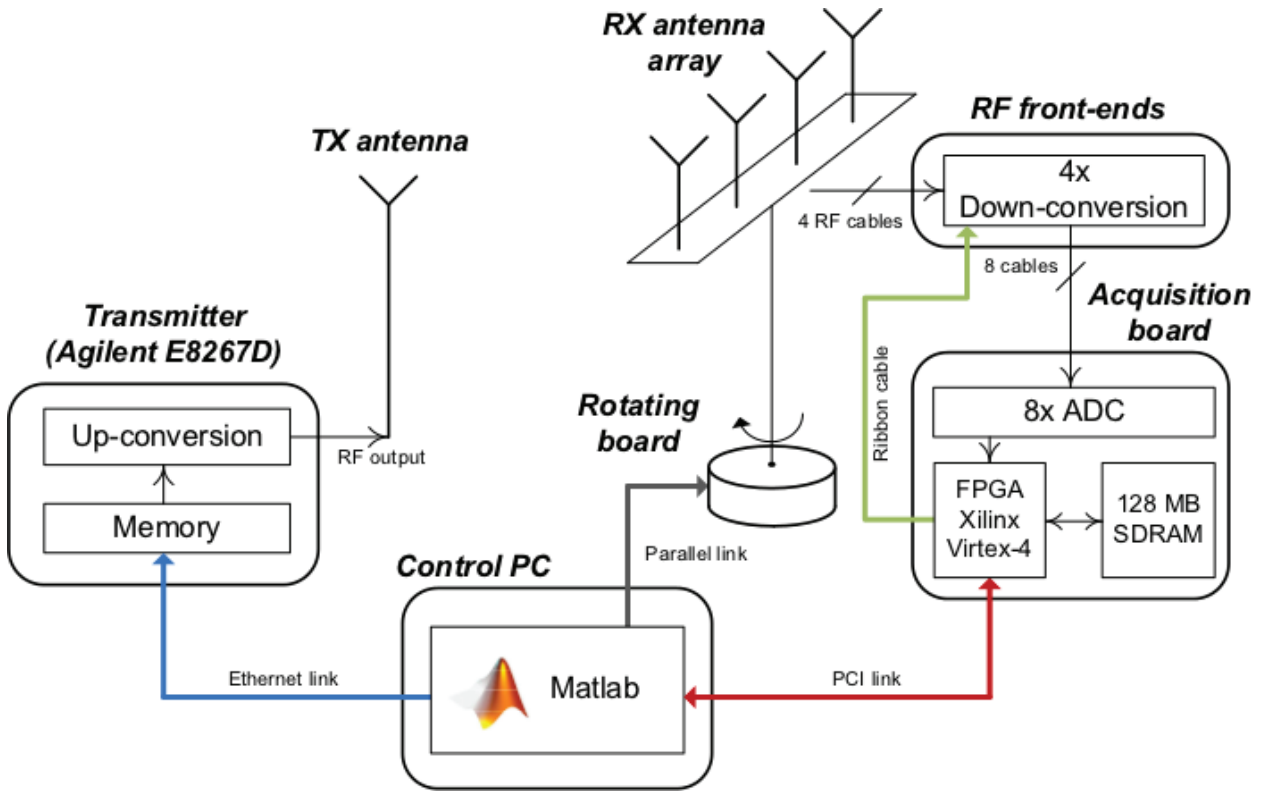 RX antenna
array
TX antenna
RF front-ends
4x
Down-conversion
4 RF cables
8 cables
Acquisition
board
Transmitter
(Agilent E8267D)
Up-conversion
RF output
Memory
Rotating
board
Ribbon cable
8x ADC
FPGA
Xilinx
Virtex-4
128 MB
SDRAM
Parallel link
Control PC
Matlab
Ethernet link
PCI link